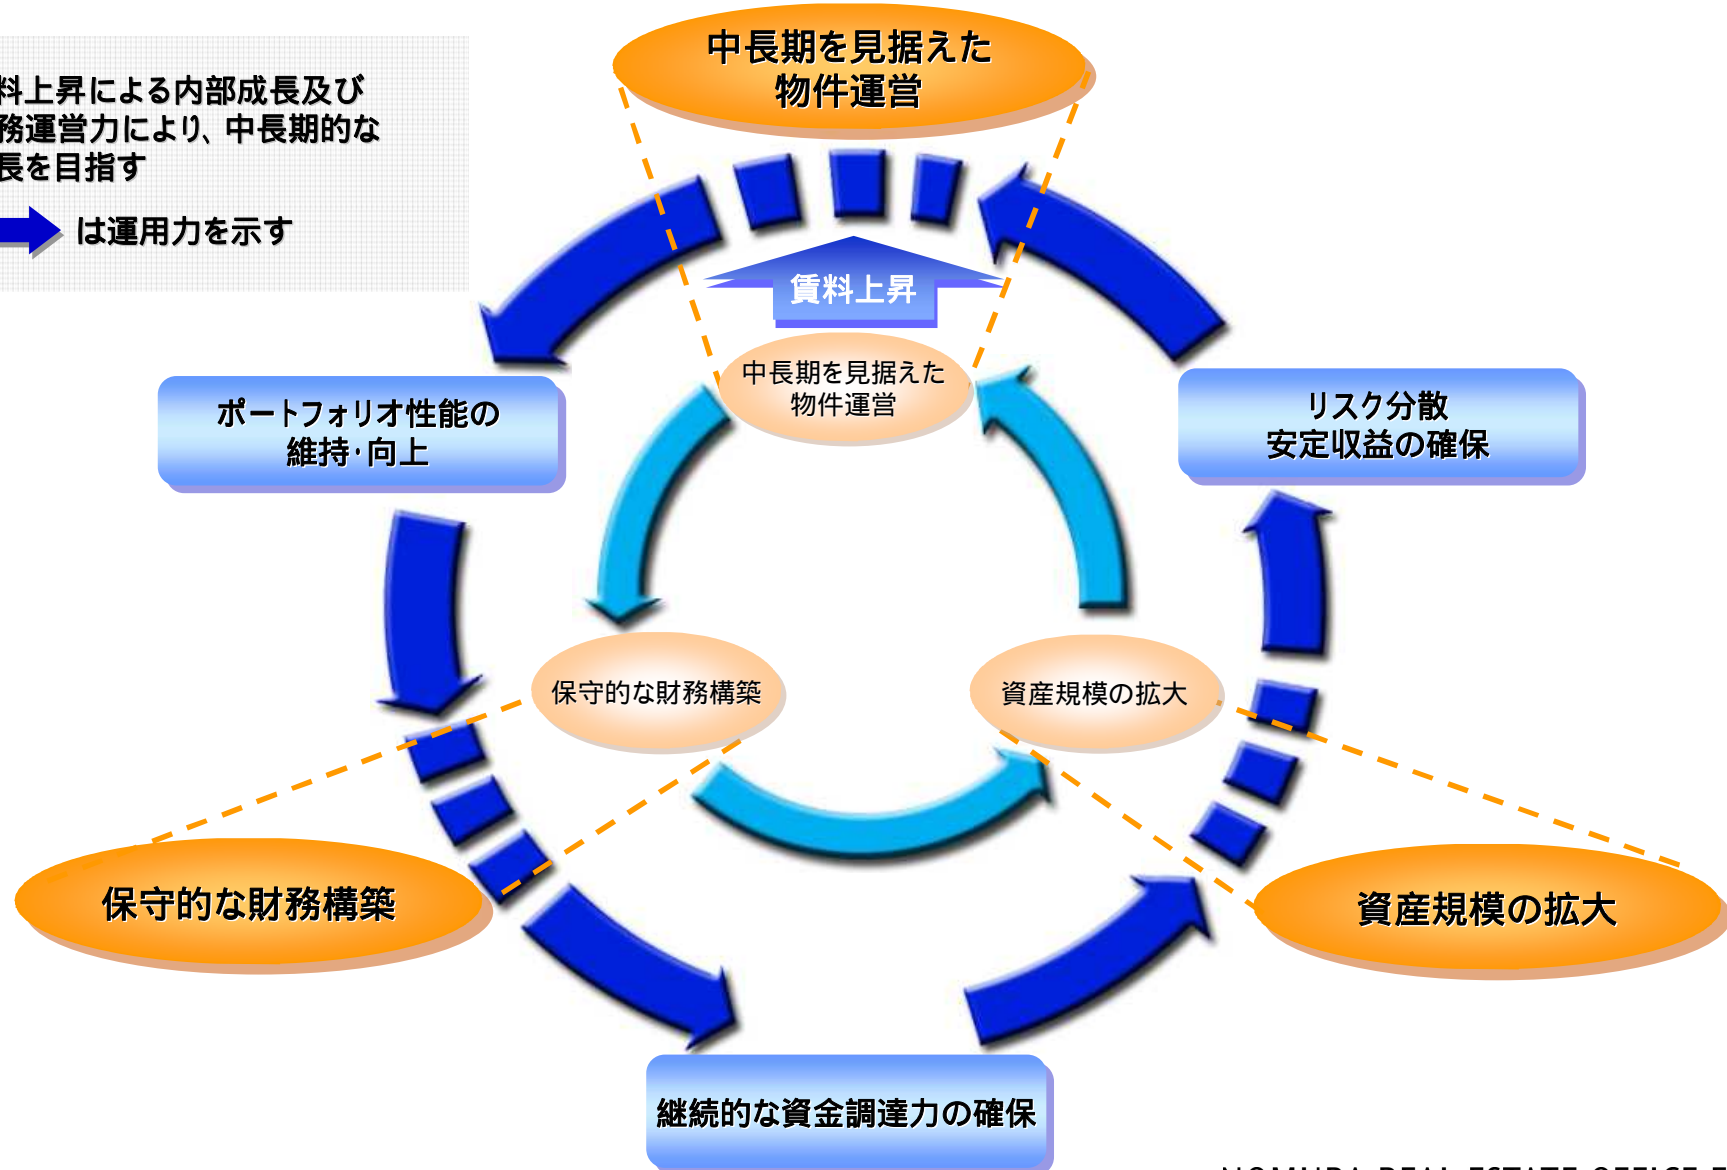 中長期を見据えた
物件運営
料上昇による内部成長及び
務運営力により、中長期的な
長を目指す
は運用力を示す
賃料上昇
中長期を見据えた
物件運営
ポートフォリオ性能の
維持・向上
リスク分散
安定収益の確保
保守的な財務構築
資産規模の拡大
保守的な財務構築
資産規模の拡大
継続的な資金調達力の確保
NOMURA REAL ESTATE OFFICE